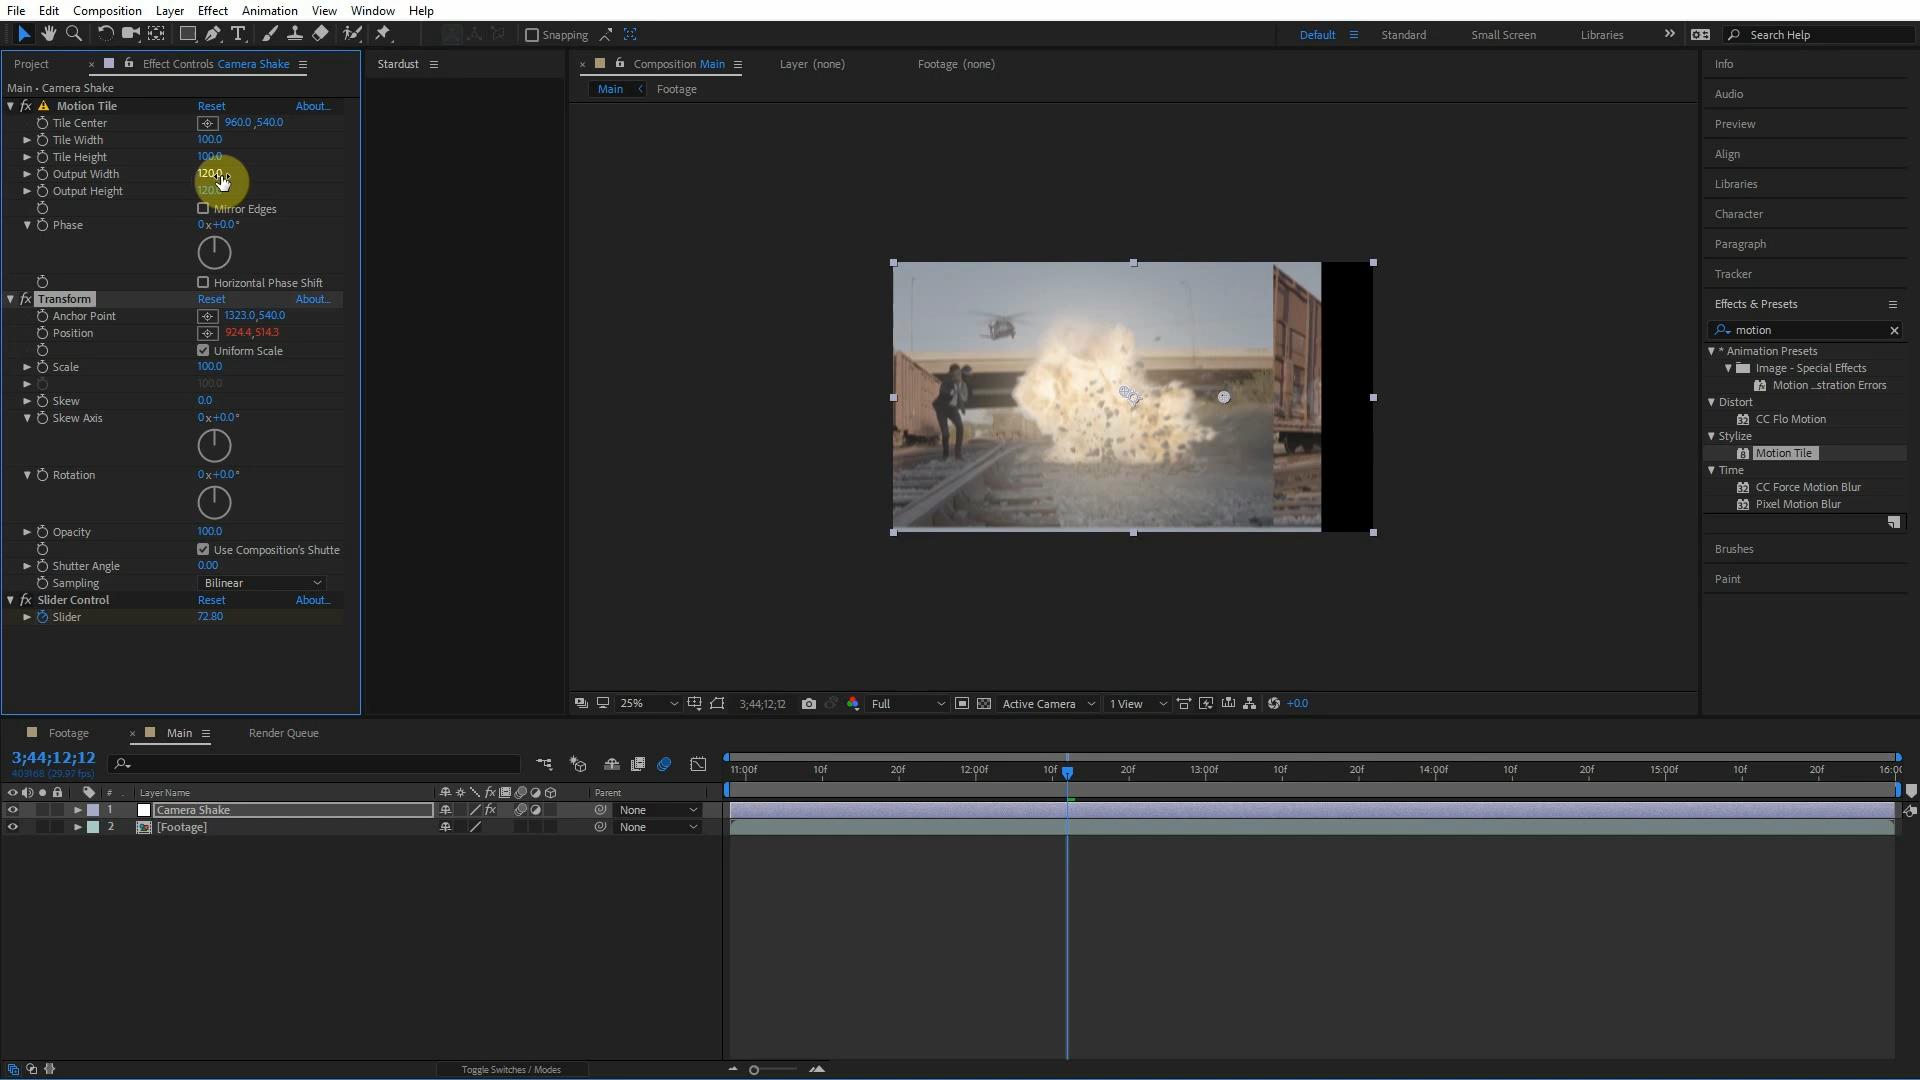 File Edit Composition Layer Effect Animation View Window Help
Snapping
Default Standard Small Screen Libraries Search Help
Project Effect Controls Camera Shake
Main • Camera Shake
Motion Tile Reset About...
Tile Center 960.0 ,540.0
Tile Width 100.0
Tile Height 100.0
Output Width 120.0
Output Height 120.0
Mirror Edges
Phase 0 x +0.0°
Horizontal Phase Shift
Transform Reset About...
Anchor Point 1323.0 ,540.0
Position 924.4 ,514.3
Uniform Scale
Scale 100.0
100.0
Skew 0.0
Skew Axis 0 x +0.0°
Rotation 0 x +0.0°
Opacity 100.0
Use Composition's Shutte
Shutter Angle 0.00
Sampling Bilinear
Slider Control Reset About...
Slider 72.80
Stardust
Composition Main Layer (none) Footage (none)
Main Footage
25% 3;44;12;12 Full Active Camera 1 View +0.0
Info
Audio
Preview
Align
Libraries
Character
Paragraph
Tracker
Effects & Presets
motion
* Animation Presets
Image - Special Effects
Motion ...stration Errors
Distort
CC Flo Motion
Stylize
Motion Tile
Time
CC Force Motion Blur
Pixel Motion Blur
Brushes
Paint
Footage Main Render Queue
3;44;12;12
403168 (29.97 fps)
11:00f 10f 20f 12:00f 10f 20f 13:00f 10f 20f 14:00f 10f 20f 15:00f 10f 20f 16:00
# Layer Name Parent
1 Camera Shake None
2 [Footage] None
Toggle Switches / Modes